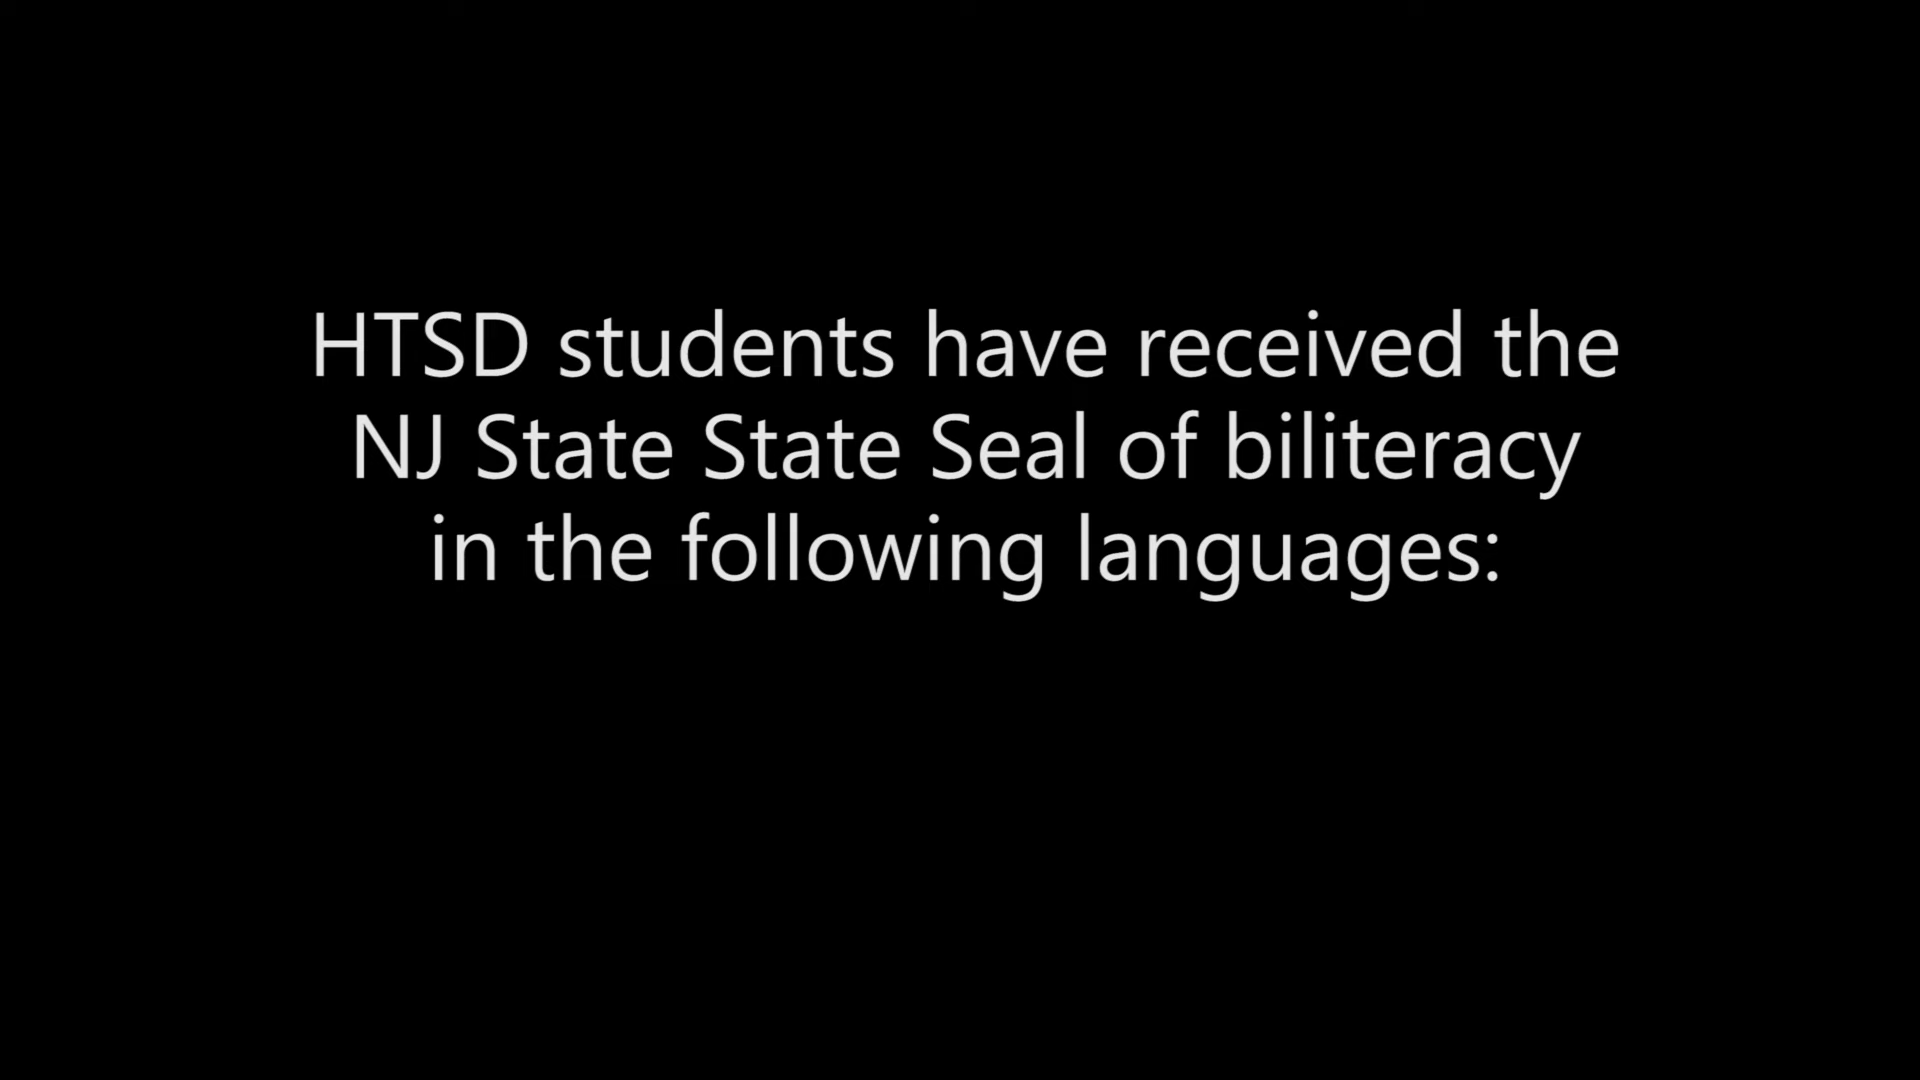 HTSD students have received the
NJ State State Seal of biliteracy
in the following languages: